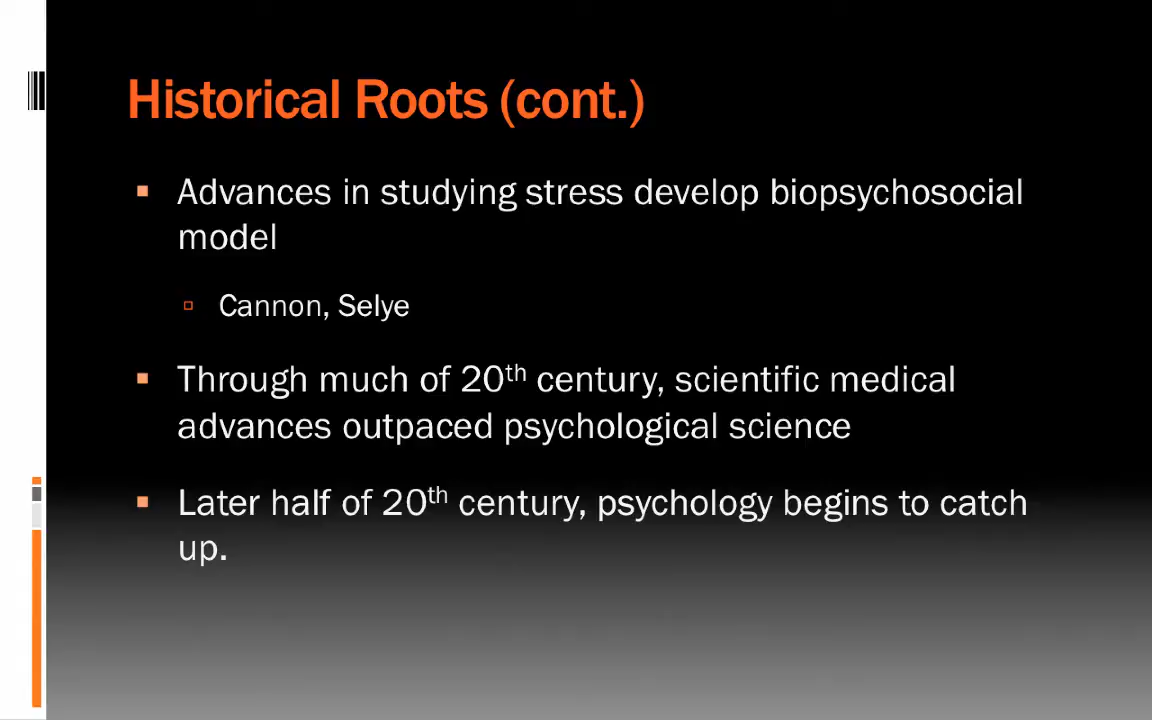 Historical Roots (cont.)
Advances in studying stress develop biopsychosocial
model
Cannon, Selye
Through much of 20th century, scientific medical
advances outpaced psychological science
Later half of 20th century, psychology begins to catch
up.